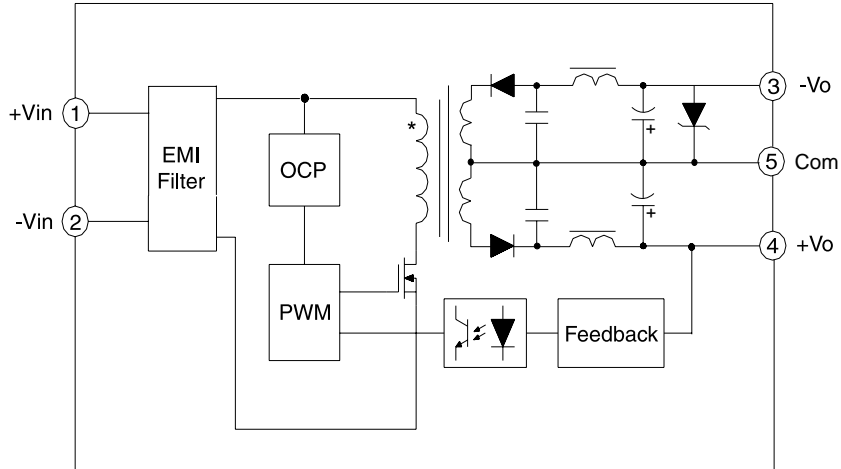 +Vin 1
-Vin 2
EMI
Filter
OCP
PWM
*
Feedback
+
+
3 -Vo
5 Com
4 +Vo